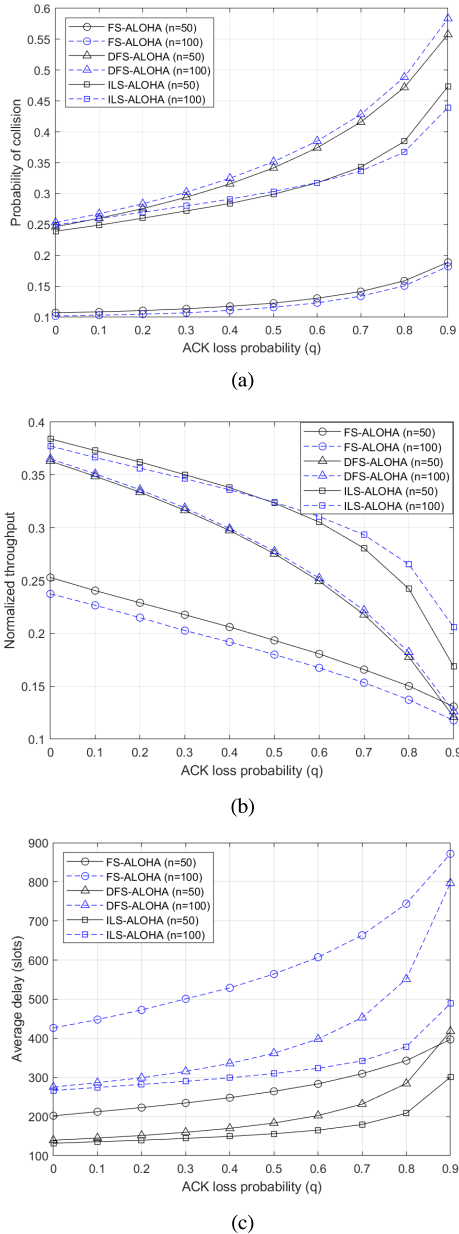 0.6
0.55
0.5
0.45
0.4
0.35
0.3
0.25
0.2
0.15
0.1
Probability of collision
FS-ALOHA (n=50)
FS-ALOHA (n=100)
DFS-ALOHA (n=50)
DFS-ALOHA (n=100)
ILS-ALOHA (n=50)
ILS-ALOHA (n=100)
0 0.1 0.2 0.3 0.4 0.5 0.6 0.7 0.8 0.9
ACK loss probability (q)
(a)
0.4
0.35
0.3
0.25
0.2
0.15
0.1
Normalized throughput
FS-ALOHA (n=50)
FS-ALOHA (n=100)
DFS-ALOHA (n=50)
DFS-ALOHA (n=100)
ILS-ALOHA (n=50)
ILS-ALOHA (n=100)
0 0.1 0.2 0.3 0.4 0.5 0.6 0.7 0.8 0.9
ACK loss probability (q)
(b)
900
800
700
600
500
400
300
200
100
Average delay (slots)
FS-ALOHA (n=50)
FS-ALOHA (n=100)
DFS-ALOHA (n=50)
DFS-ALOHA (n=100)
ILS-ALOHA (n=50)
ILS-ALOHA (n=100)
0 0.1 0.2 0.3 0.4 0.5 0.6 0.7 0.8 0.9
ACK loss probability (q)
(c)